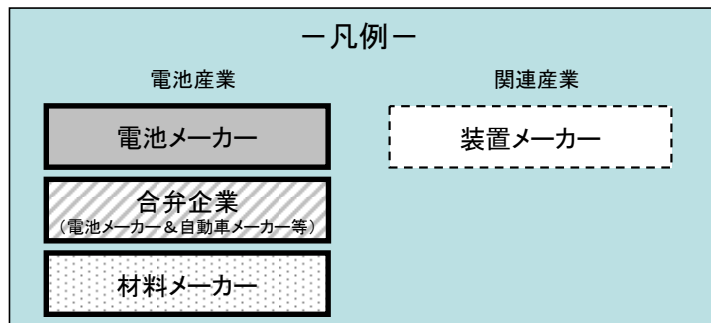 －凡例－
電池産業
関連産業
電池メーカー
装置メーカー
合弁企業
（電池メーカー＆自動車メーカー等）
材料メーカー